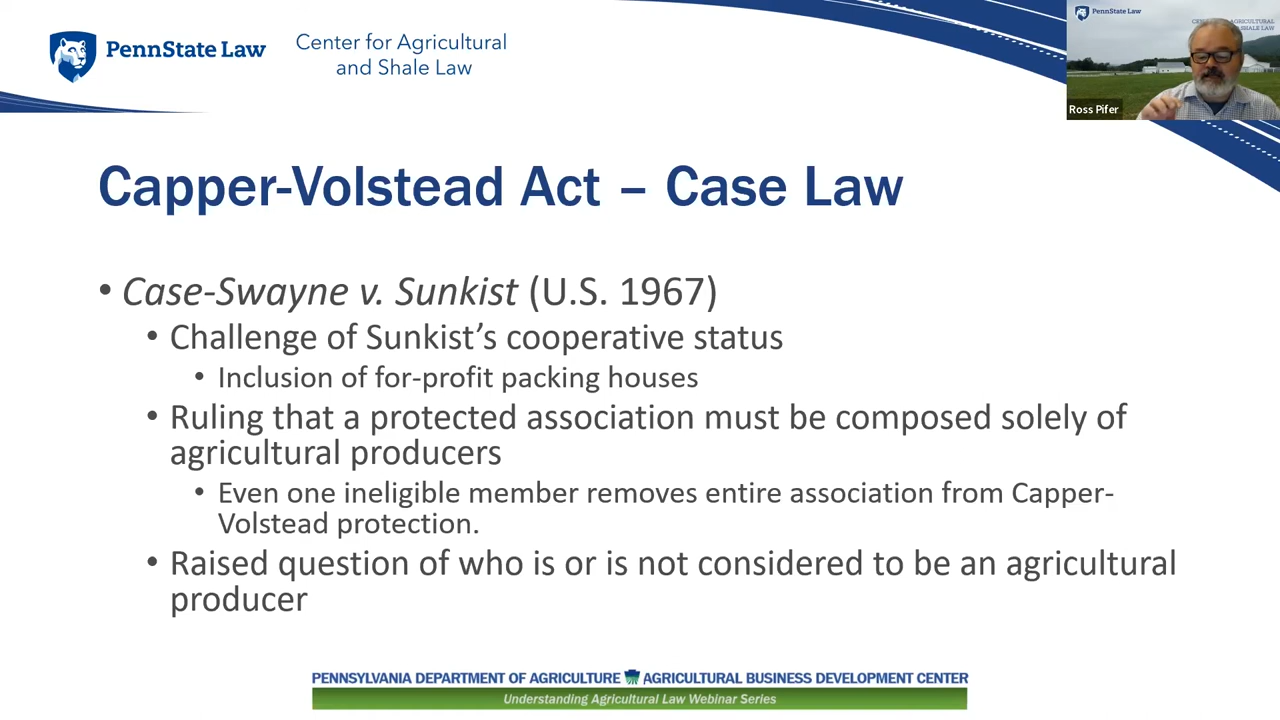 PennState Law
Center for Agricultural
and Shale Law
PennState Law
AGRICULTURAL
SHALE LAW
Ross Pifer
Capper-Volstead Act – Case Law
• Case-Swayne v. Sunkist (U.S. 1967)
• Challenge of Sunkist’s cooperative status
• Inclusion of for-profit packing houses
• Ruling that a protected association must be composed solely of
agricultural producers
• Even one ineligible member removes entire association from Capper-
Volstead protection.
• Raised question of who is or is not considered to be an agricultural
producer
PENNSYLVANIA DEPARTMENT OF AGRICULTURE AGRICULTURAL BUSINESS DEVELOPMENT CENTER
Understanding Agricultural Law Webinar Series